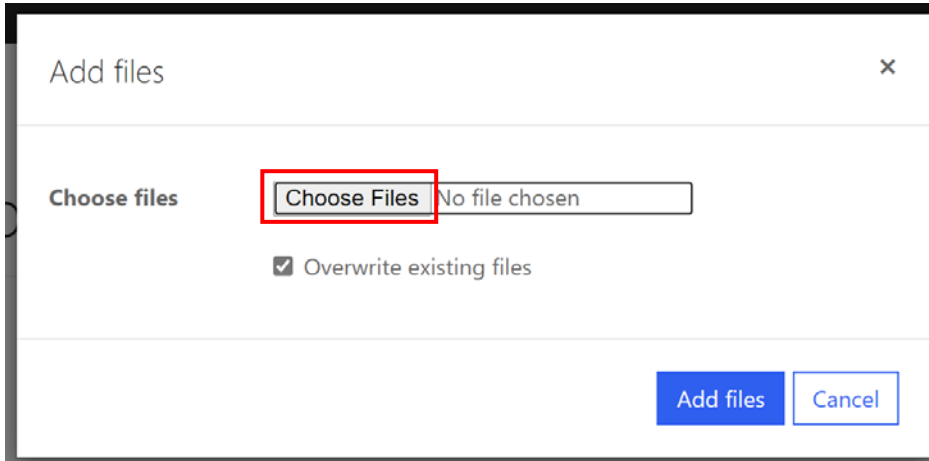 Add files
×
Choose files
Choose Files No file chosen
Overwrite existing files
Add files
Cancel